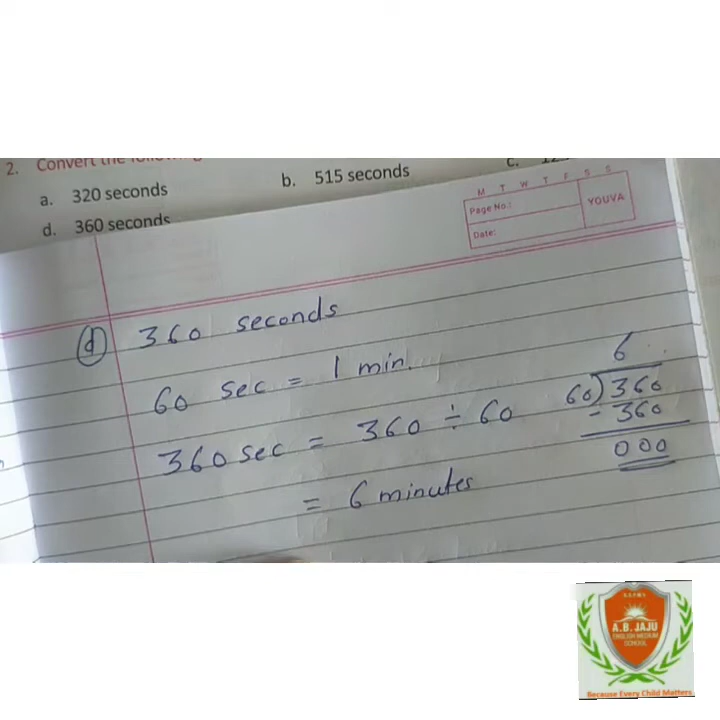 2. Convert the
a. 320 seconds
b. 515 seconds
c.
d. 360 seconds
M T W T F S S
Page No.:
YOUVA
Date:
(d) 360 seconds
60 sec = 1 min.
360 sec = 360 ÷ 60
= 6 minutes
6
60)360
- 360
000
A.B. JAJU
ENGLISH MEDIUM
SCHOOL
Because Every Child Matters